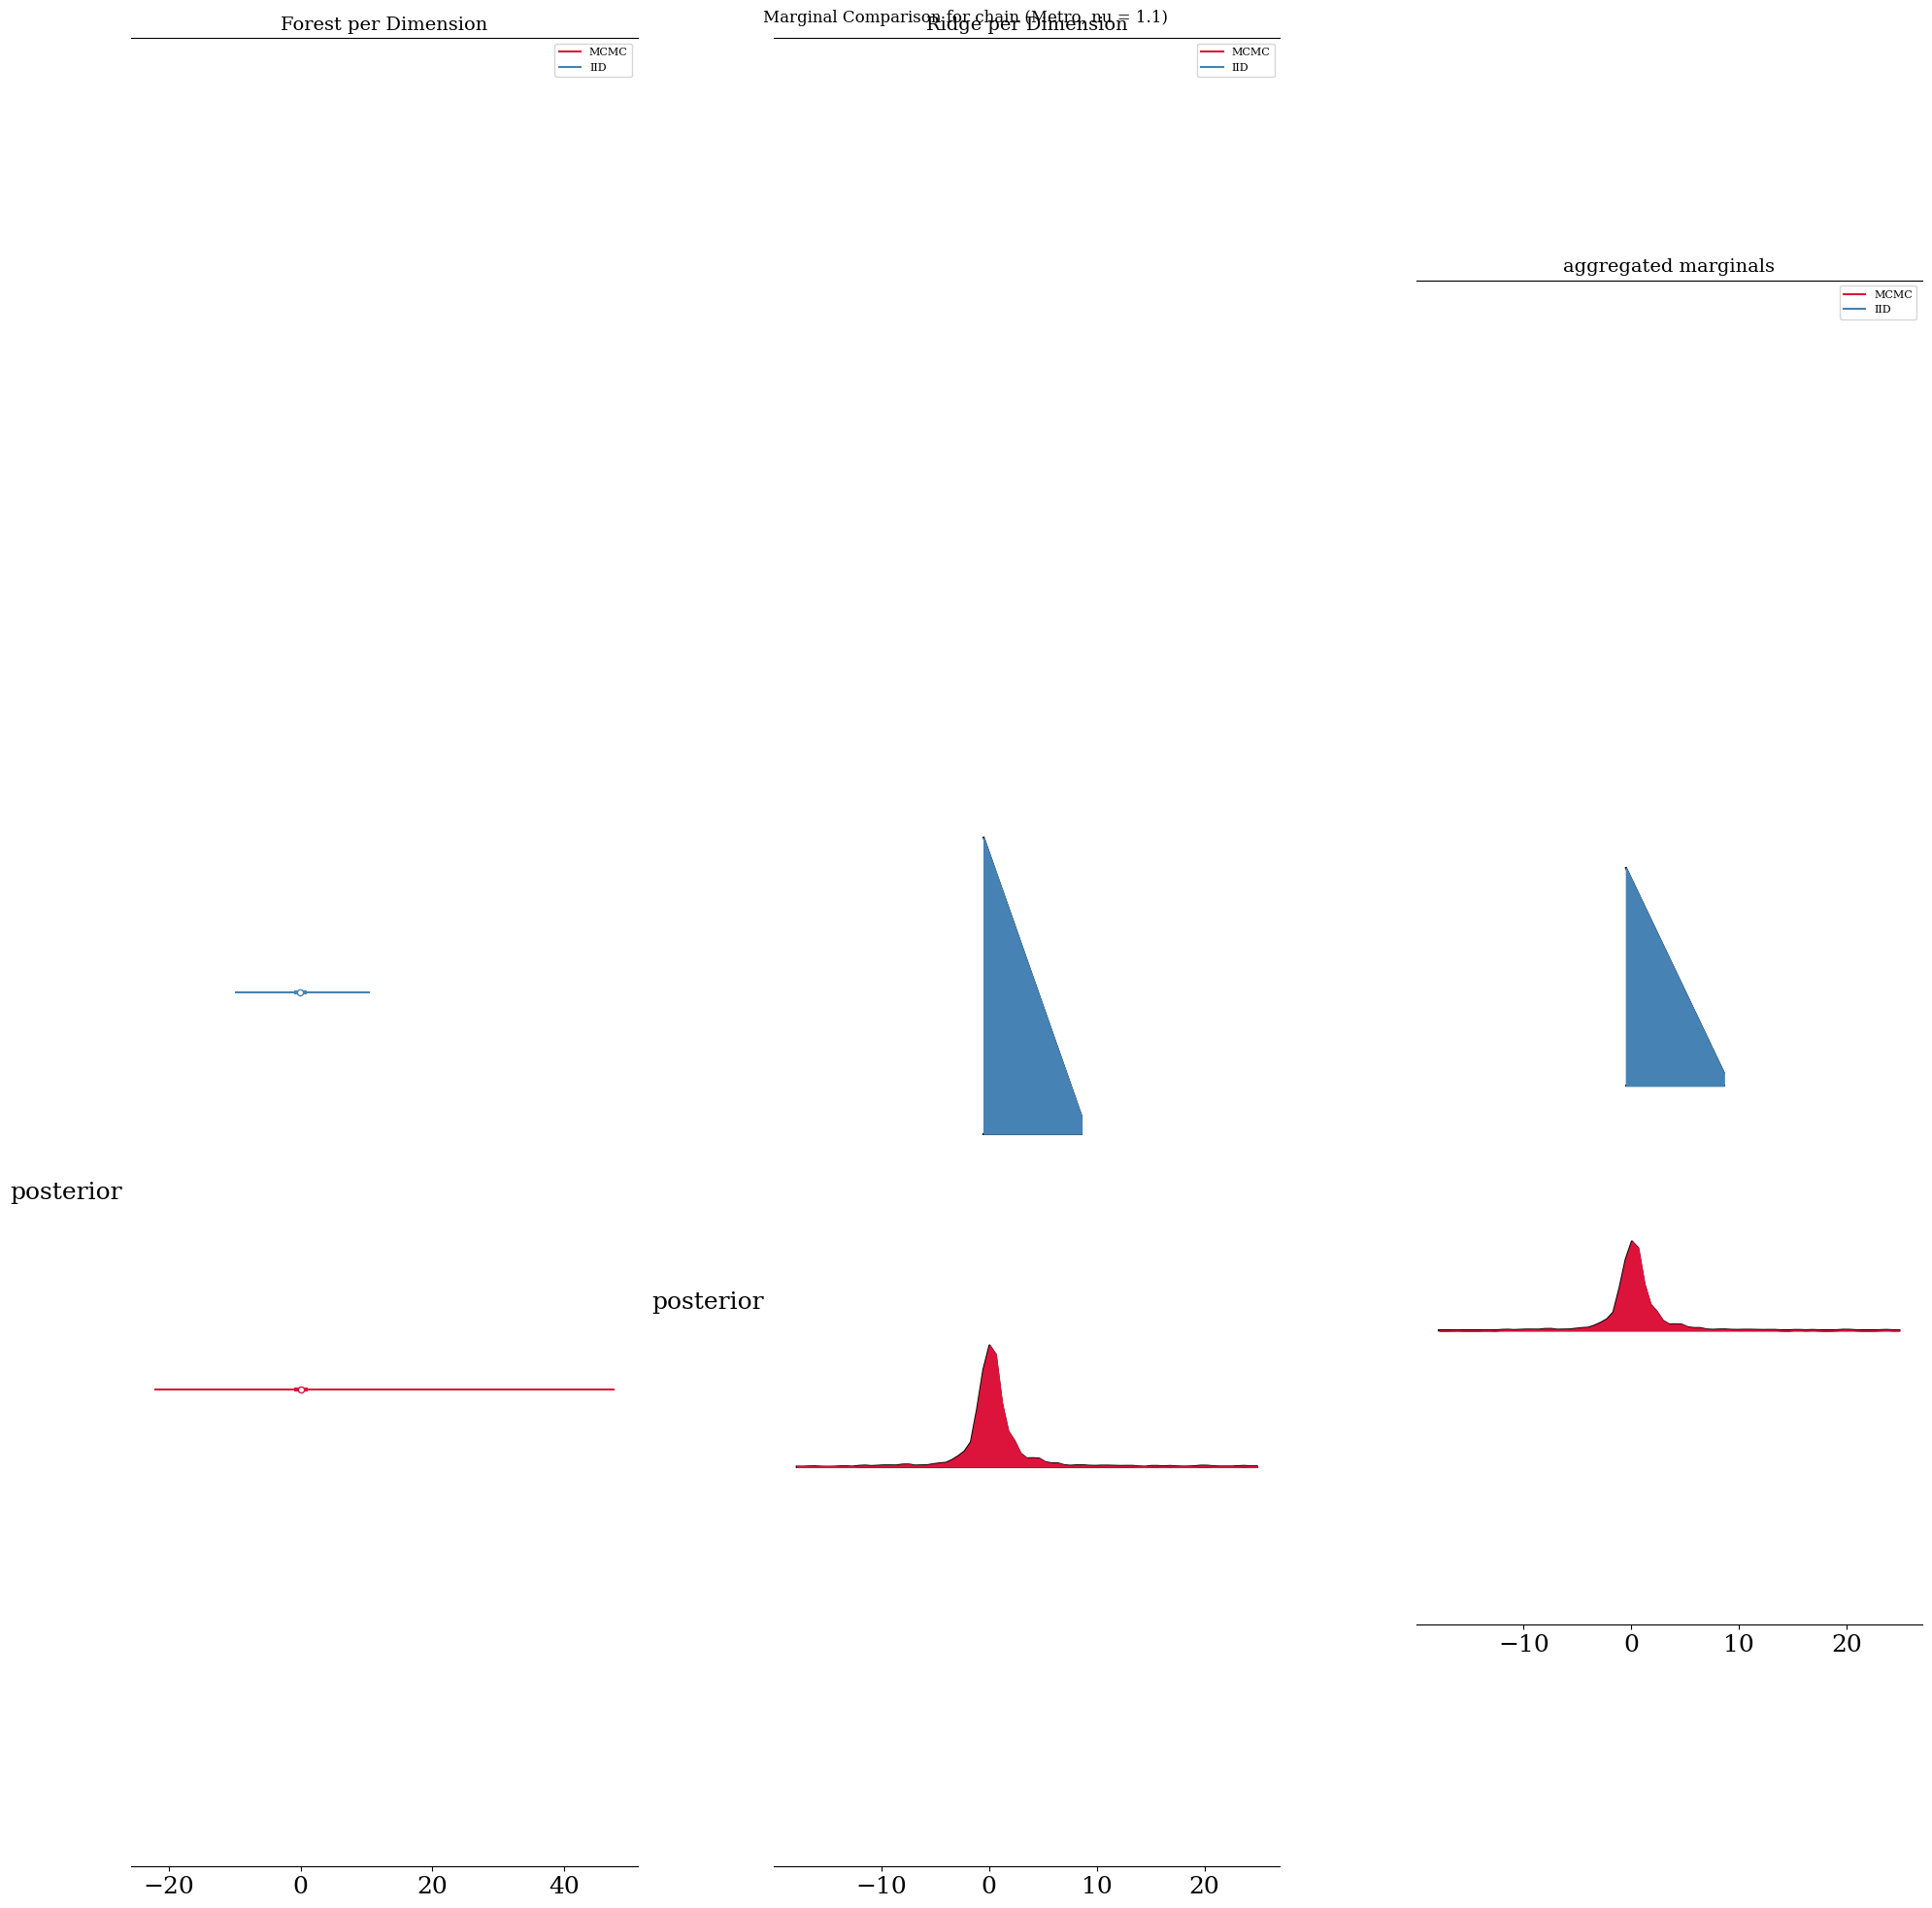 Marginal Comparison for chain (Metro, nu = 1.1)
Forest per Dimension
Ridge per Dimension
MCMC
IID
MCMC
IID
aggregated marginals
MCMC
IID
posterior
posterior
−10 0 10 20
−20 0 20 40
−10 0 10 20